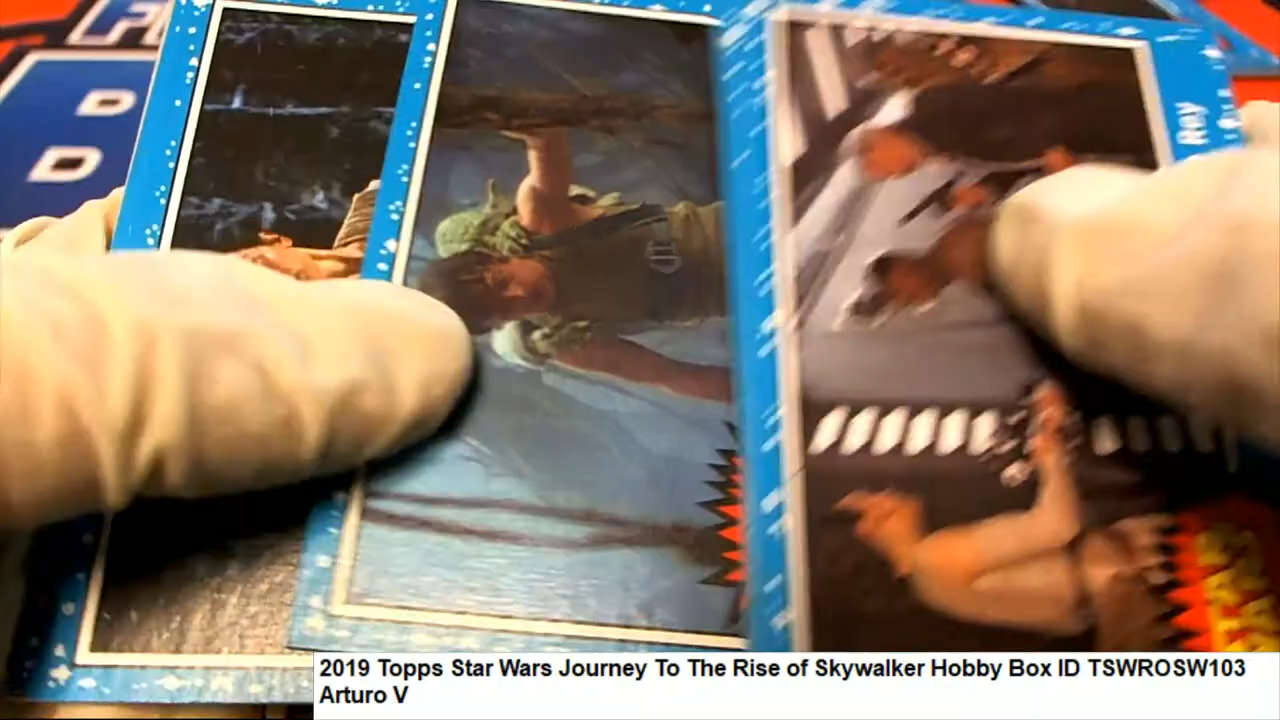 Rey
D
D
2019 Topps Star Wars Journey To The Rise of Skywalker Hobby Box ID TSWROSW103
Arturo V